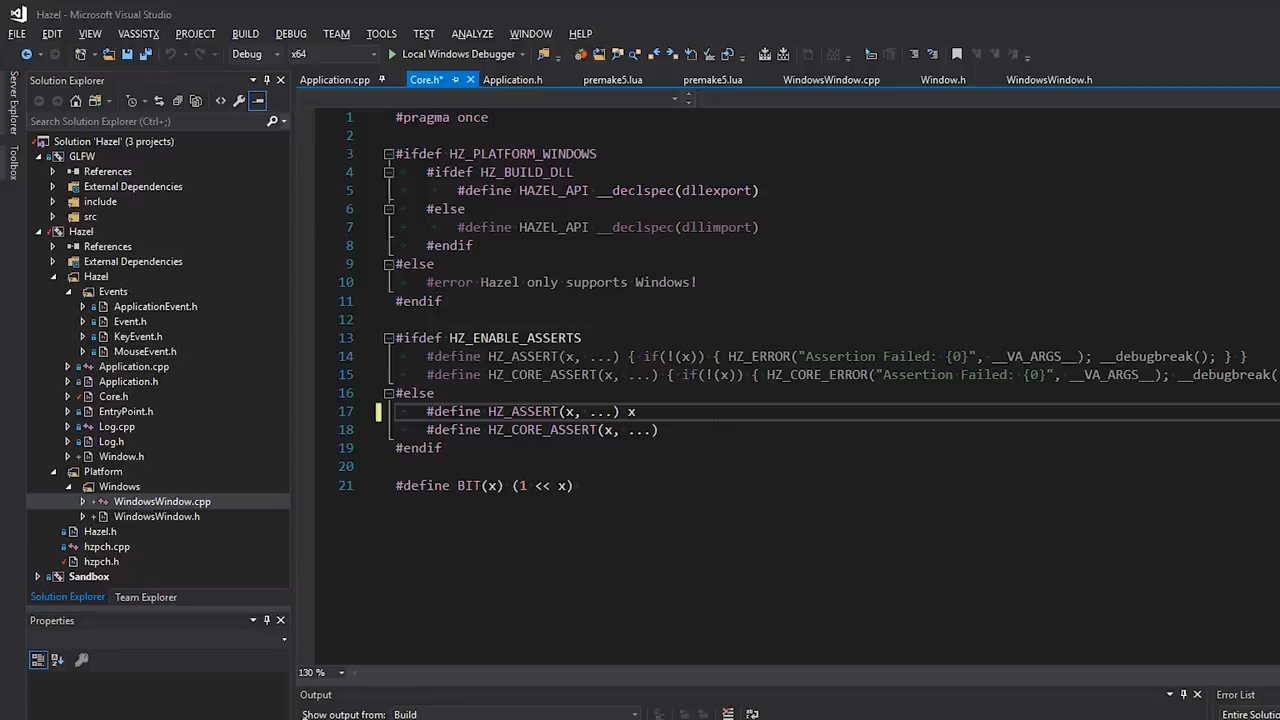 Hazel - Microsoft Visual Studio
FILE EDIT VIEW VASSISTX PROJECT BUILD DEBUG TEAM TOOLS TEST ARCHITECTURE ANALYZE WINDOW HELP
Debug x64 Local Windows Debugger
Server Explorer
Toolbox
Solution Explorer
Search Solution Explorer (Ctrl+;)
Solution 'Hazel' (3 projects)
GLFW
References
External Dependencies
include
src
Hazel
References
External Dependencies
Hazel
Events
ApplicationEvent.h
Event.h
KeyEvent.h
MouseEvent.h
Application.cpp
Application.h
Core.h
EntryPoint.h
Log.cpp
Log.h
Window.h
Platform
Windows
WindowsWindow.cpp
WindowsWindow.h
Hazel.h
hzpch.cpp
hzpch.h
Sandbox
Solution Explorer Team Explorer
Properties
Application.cpp Core.h* Application.h premake5.lua premake5.lua WindowsWindow.cpp Window.h WindowsWindow.h
1 #pragma once
2
3 #ifdef HZ_PLATFORM_WINDOWS
4 #ifdef HZ_BUILD_DLL
5 #define HAZEL_API __declspec(dllexport)
6 #else
7 #define HAZEL_API __declspec(dllimport)
8 #endif
9 #else
10 #error Hazel only supports Windows!
11 #endif
12
13 #ifdef HZ_ENABLE_ASSERTS
14 #define HZ_ASSERT(x, ...) { if(!(x)) { HZ_ERROR("Assertion Failed: {0}", __VA_ARGS__); __debugbreak(); } }
15 #define HZ_CORE_ASSERT(x, ...) { if(!(x)) { HZ_CORE_ERROR("Assertion Failed: {0}", __VA_ARGS__); __debugbreak(
16 #else
17 #define HZ_ASSERT(x, ...) x
18 #define HZ_CORE_ASSERT(x, ...)
19 #endif
20
21 #define BIT(x) (1 << x)
130 %
Output
Show output from: Build
Error List
Entire Solutio